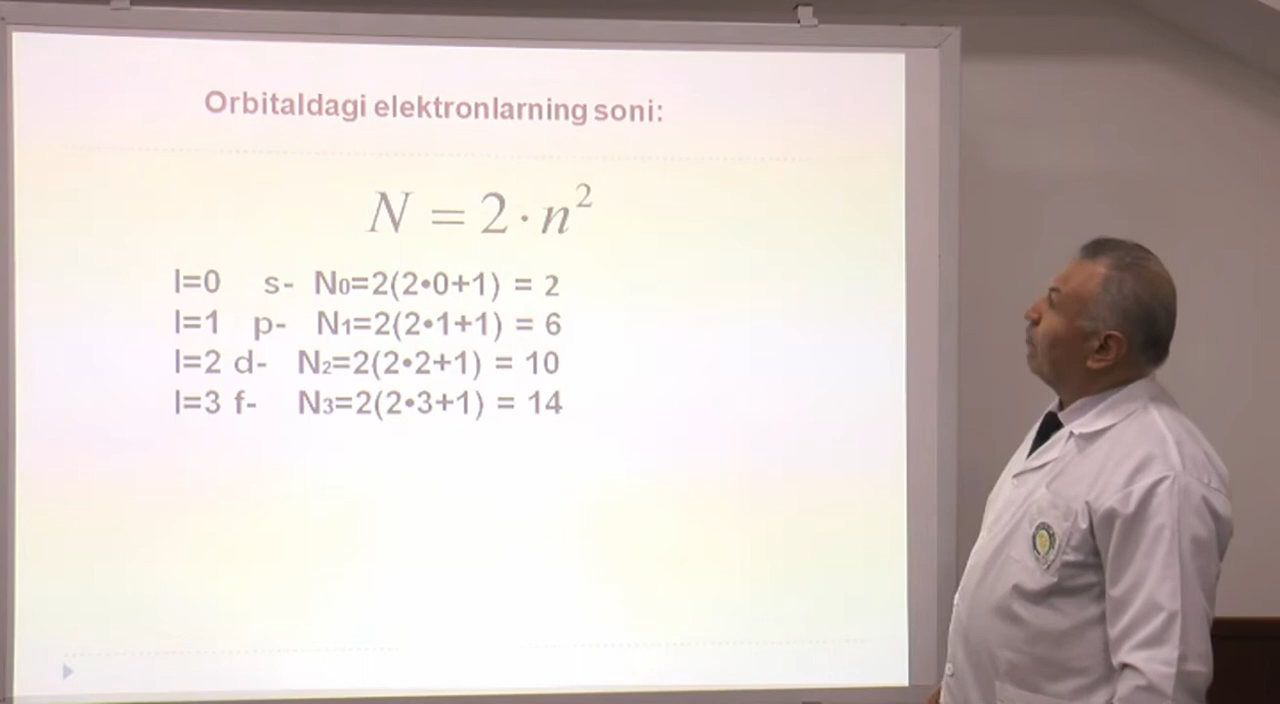 Orbitaldagi elektronlarning soni:
N = 2 · n²
l=0 s- N₀=2(2•0+1) = 2
l=1 p- N₁=2(2•1+1) = 6
l=2 d- N₂=2(2•2+1) = 10
l=3 f- N₃=2(2•3+1) = 14